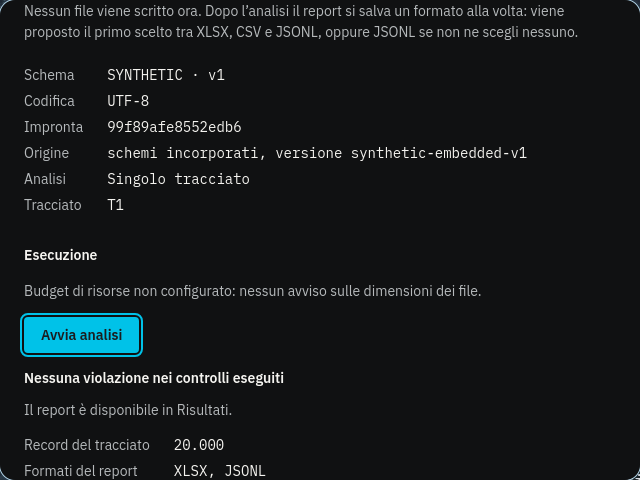 Nessun file viene scritto ora. Dopo l’analisi il report si salva un formato alla volta: viene
proposto il primo scelto tra XLSX, CSV e JSONL, oppure JSONL se non ne scegli nessuno.
Schema SYNTHETIC · v1
Codifica UTF-8
Impronta 99f89afe8552edb6
Origine schemi incorporati, versione synthetic-embedded-v1
Analisi Singolo tracciato
Tracciato T1
Esecuzione
Budget di risorse non configurato: nessun avviso sulle dimensioni dei file.
Avvia analisi
Nessuna violazione nei controlli eseguiti
Il report è disponibile in Risultati.
Record del tracciato 20.000
Formati del report XLSX, JSONL